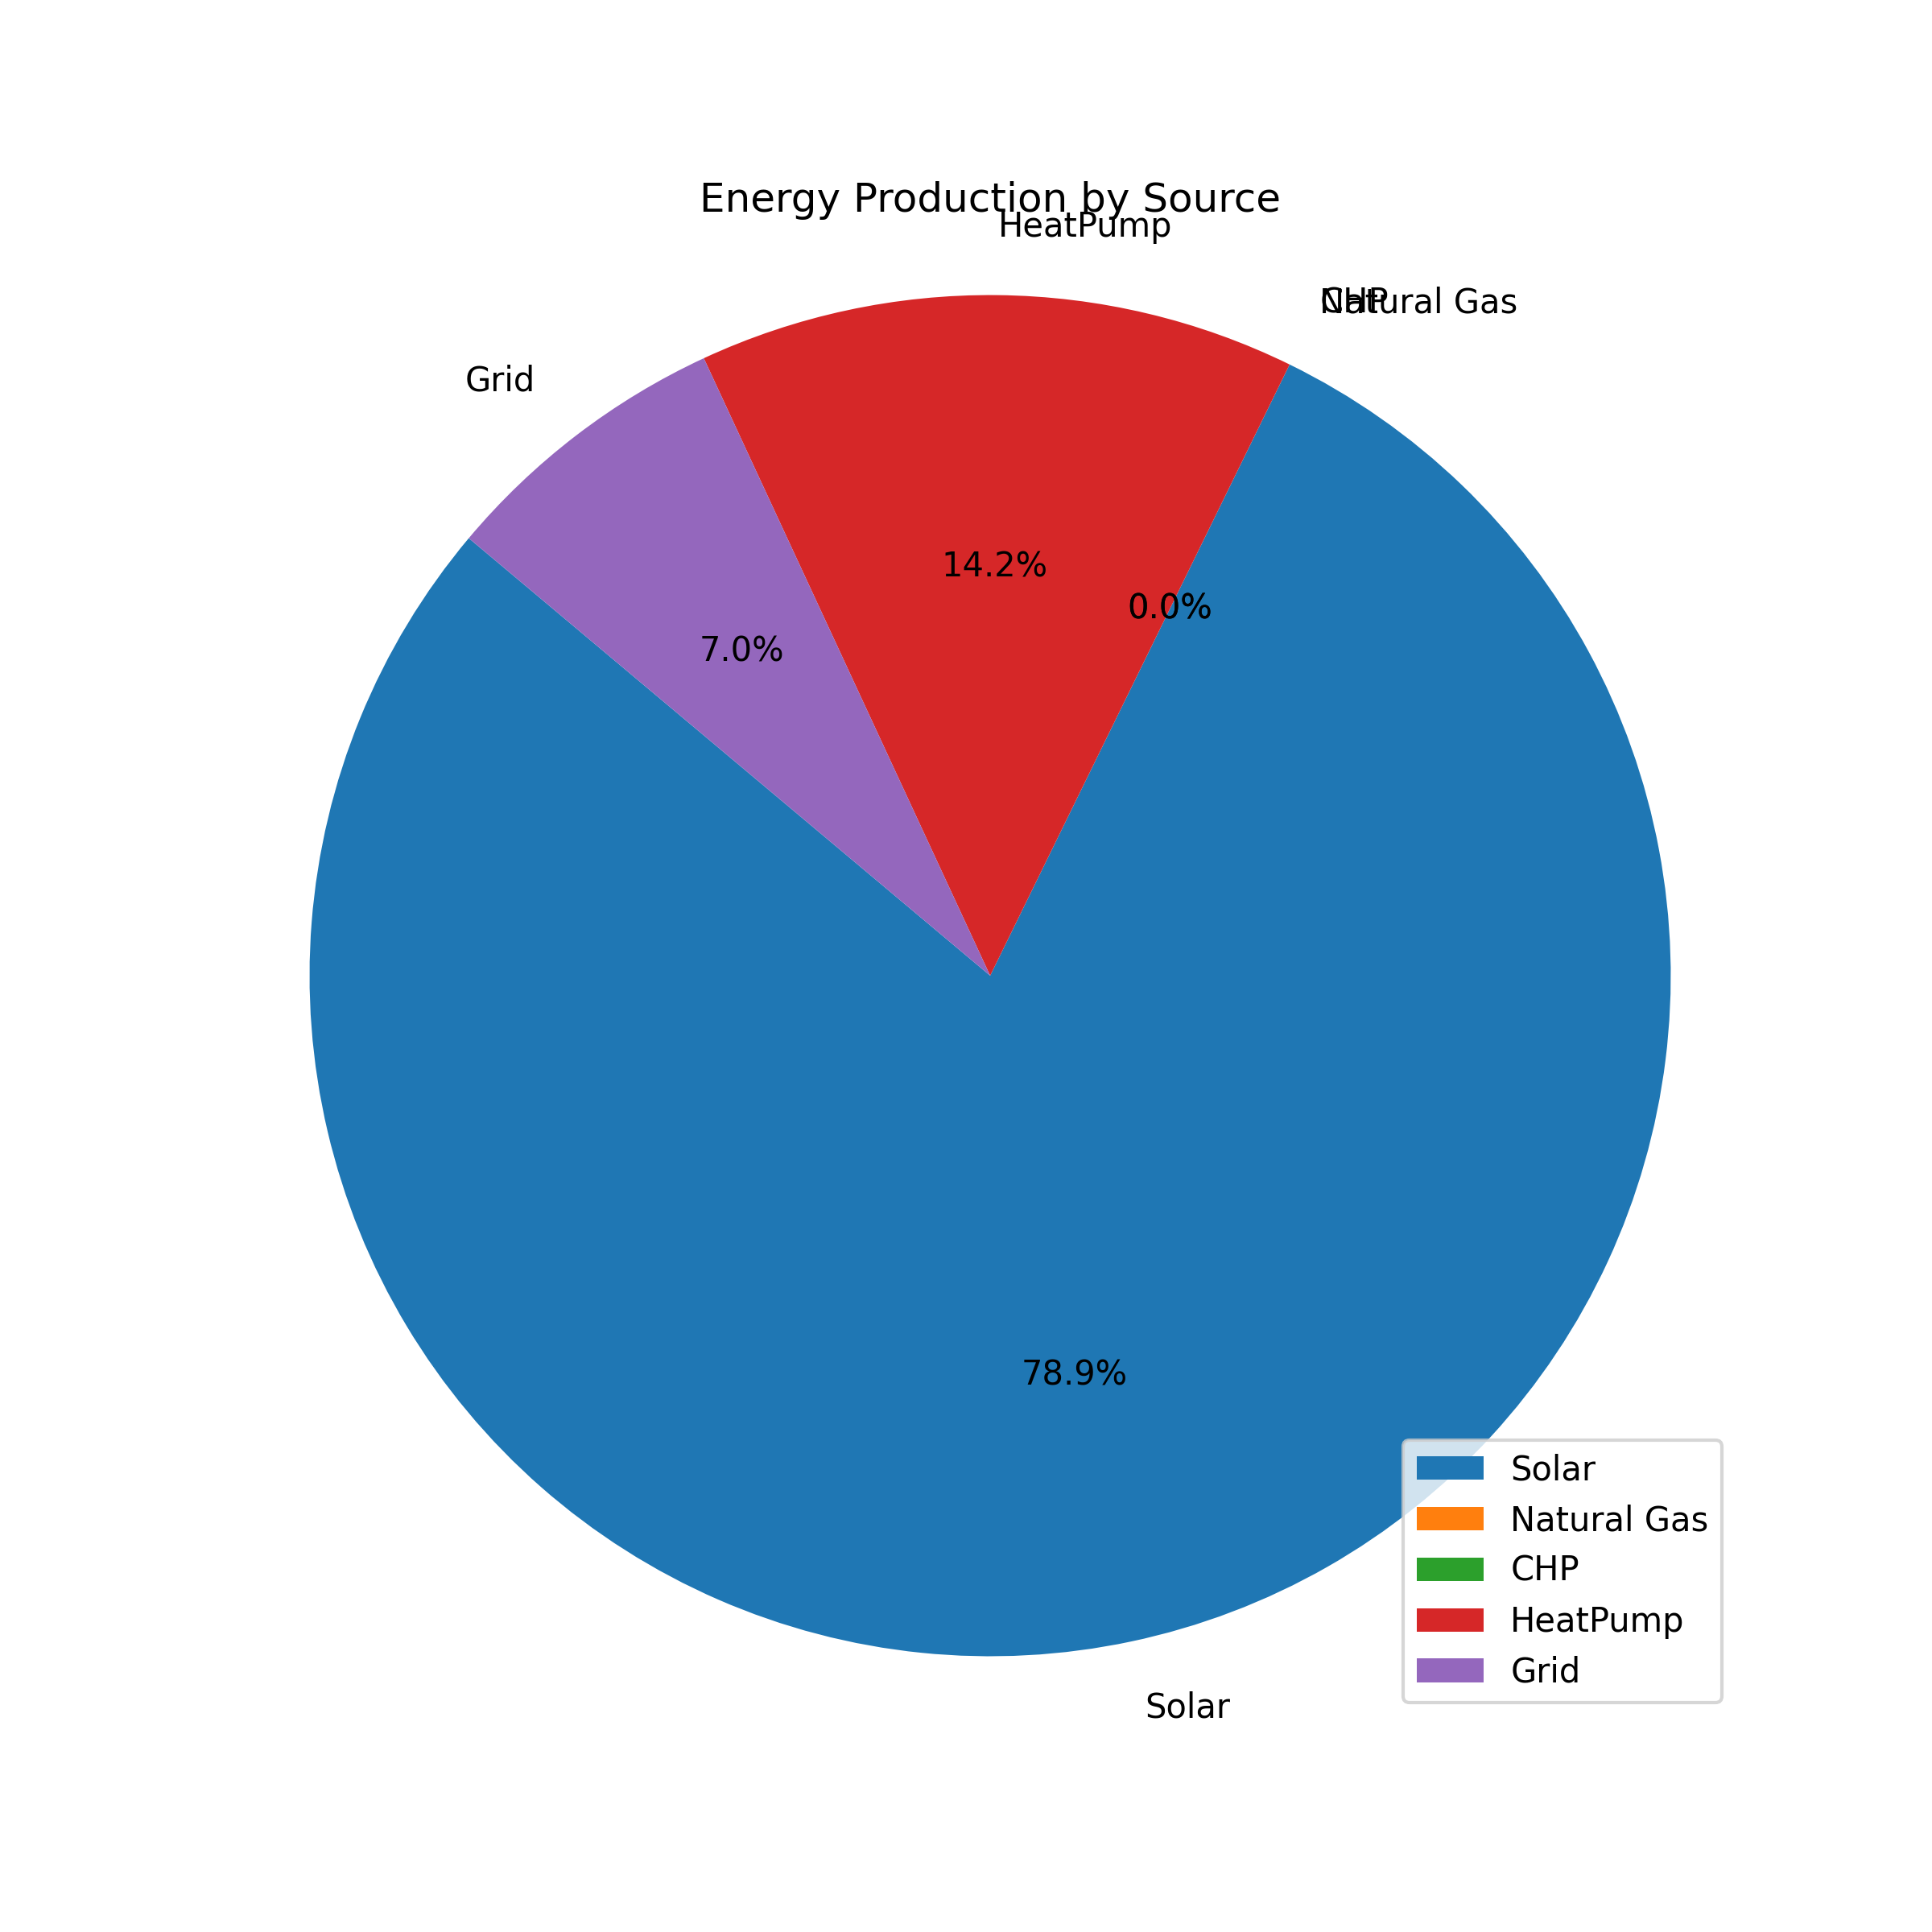 Energy Production by Source
HeatPump
CHP
Natural Gas
Grid
14.2%
0.0%
7.0%
78.9%
Solar
Solar
Natural Gas
CHP
HeatPump
Grid